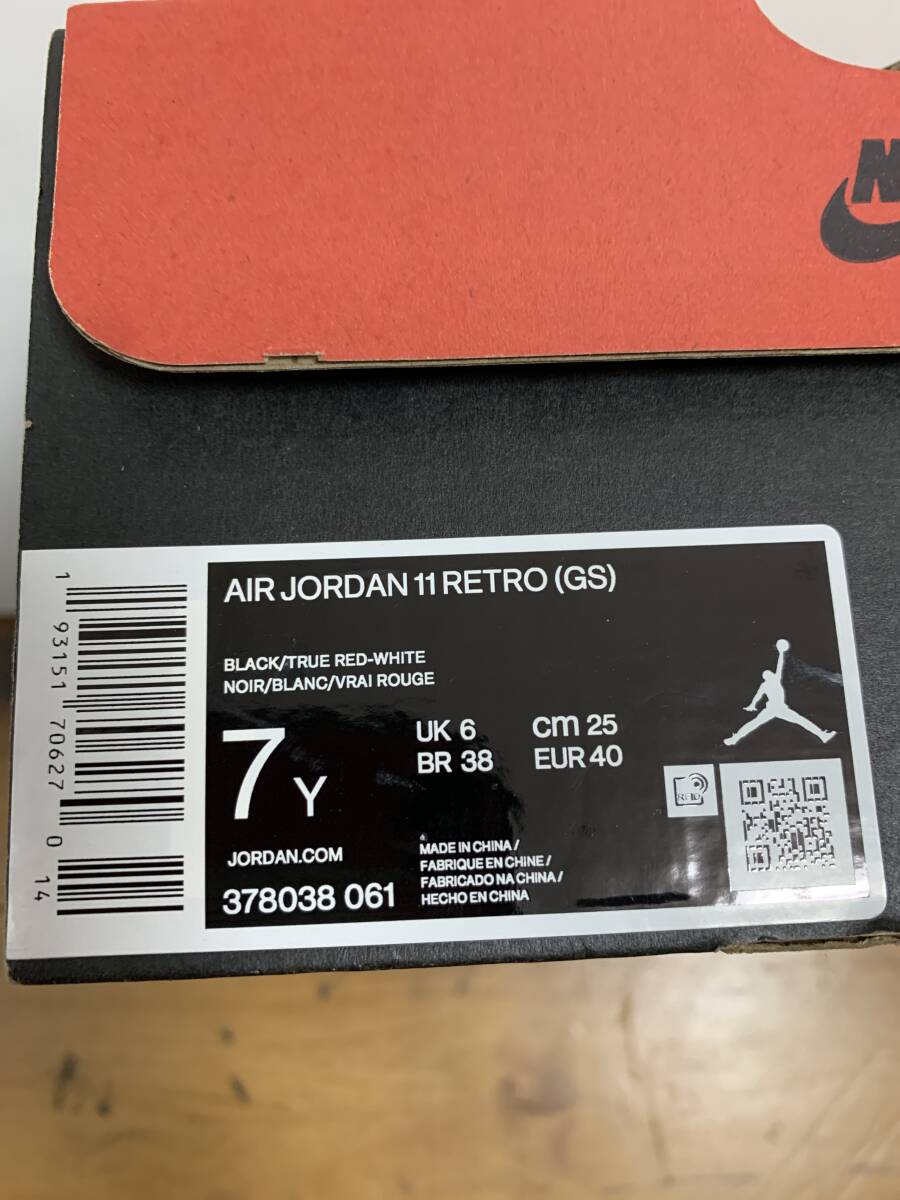 AIR JORDAN 11 RETRO (GS)
BLACK/TRUE RED-WHITE
NOIR/BLANC/VRAI ROUGE
7 Y
UK 6 cm 25
BR 38 EUR 40
RFID
JORDAN.COM
378038 061
MADE IN CHINA /
FABRIQUE EN CHINE /
FABRICADO NA CHINA /
HECHO EN CHINA
1 93151 70627 0 14